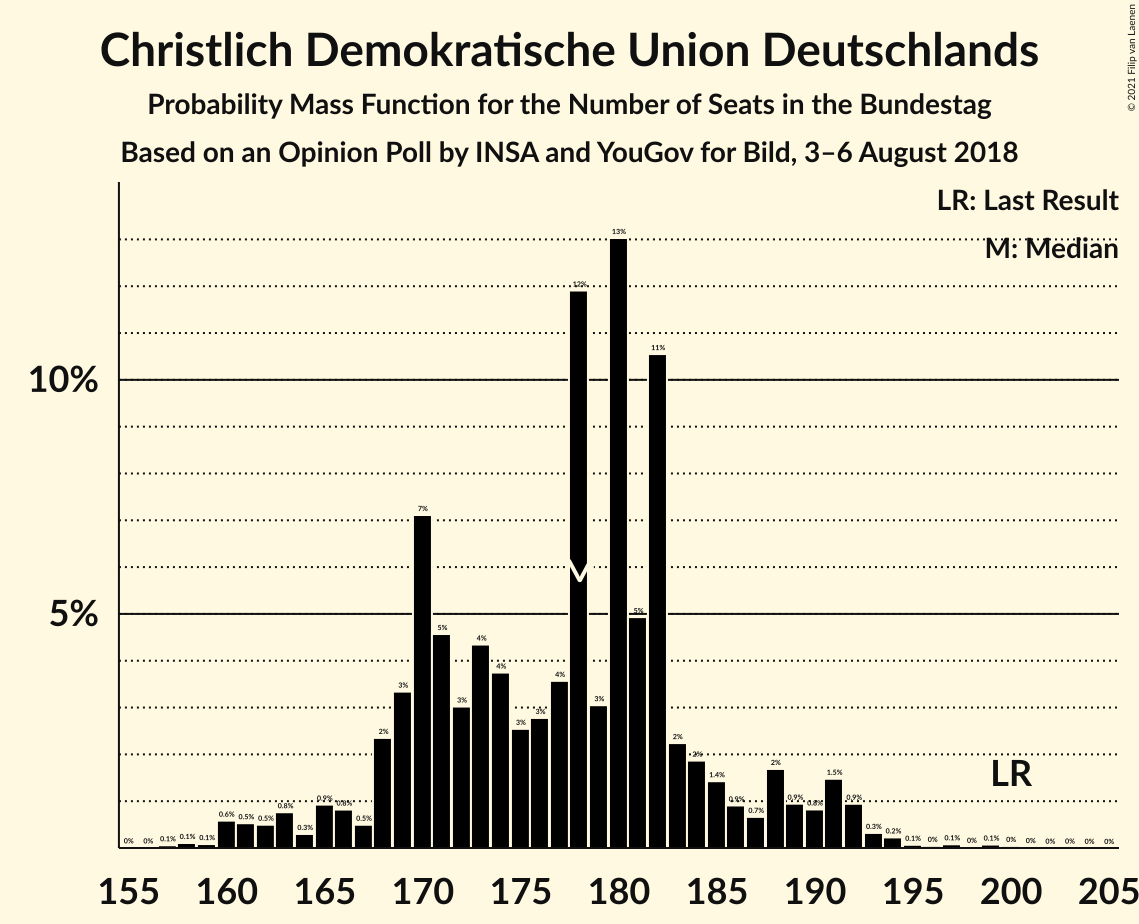 Christlich Demokratische Union Deutschlands
Probability Mass Function for the Number of Seats in the Bundestag
Based on an Opinion Poll by INSA and YouGov for Bild, 3–6 August 2018
© 2021 Filip van Laenen
LR: Last Result
M: Median
10%
5%
0% 0% 0.1% 0.1% 0.1% 0.6% 0.5% 0.5% 0.8% 0.3% 0.9% 0.8% 0.5% 2% 3% 7% 5% 3% 4% 4% 3% 3% 4% 12% 3% 13% 5% 11% 2% 2% 1.4% 0.9% 0.7% 2% 0.9% 0.8% 1.5% 0.9% 0.3% 0.2% 0.1% 0% 0.1% 0% 0.1% 0% 0% 0% 0% 0% 0%
M
LR
155 160 165 170 175 180 185 190 195 200 205